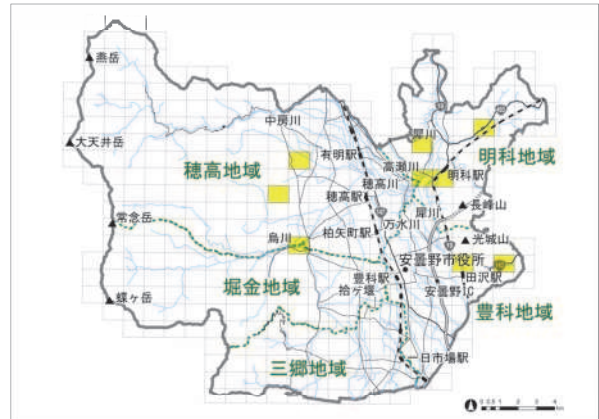 燕岳
中房川
犀川
大天井岳
有明駅
高瀬川
明科地域
穂高地域
穂高川
明科駅
穂高駅
犀川
長峰山
万水川
常念岳
柏矢町駅
光城山
烏川
安曇野市役所
豊科駅
田沢駅
堀金地域
拾ヶ堰
安曇野IC
蝶ヶ岳
豊科地域
一日市場駅
三郷地域